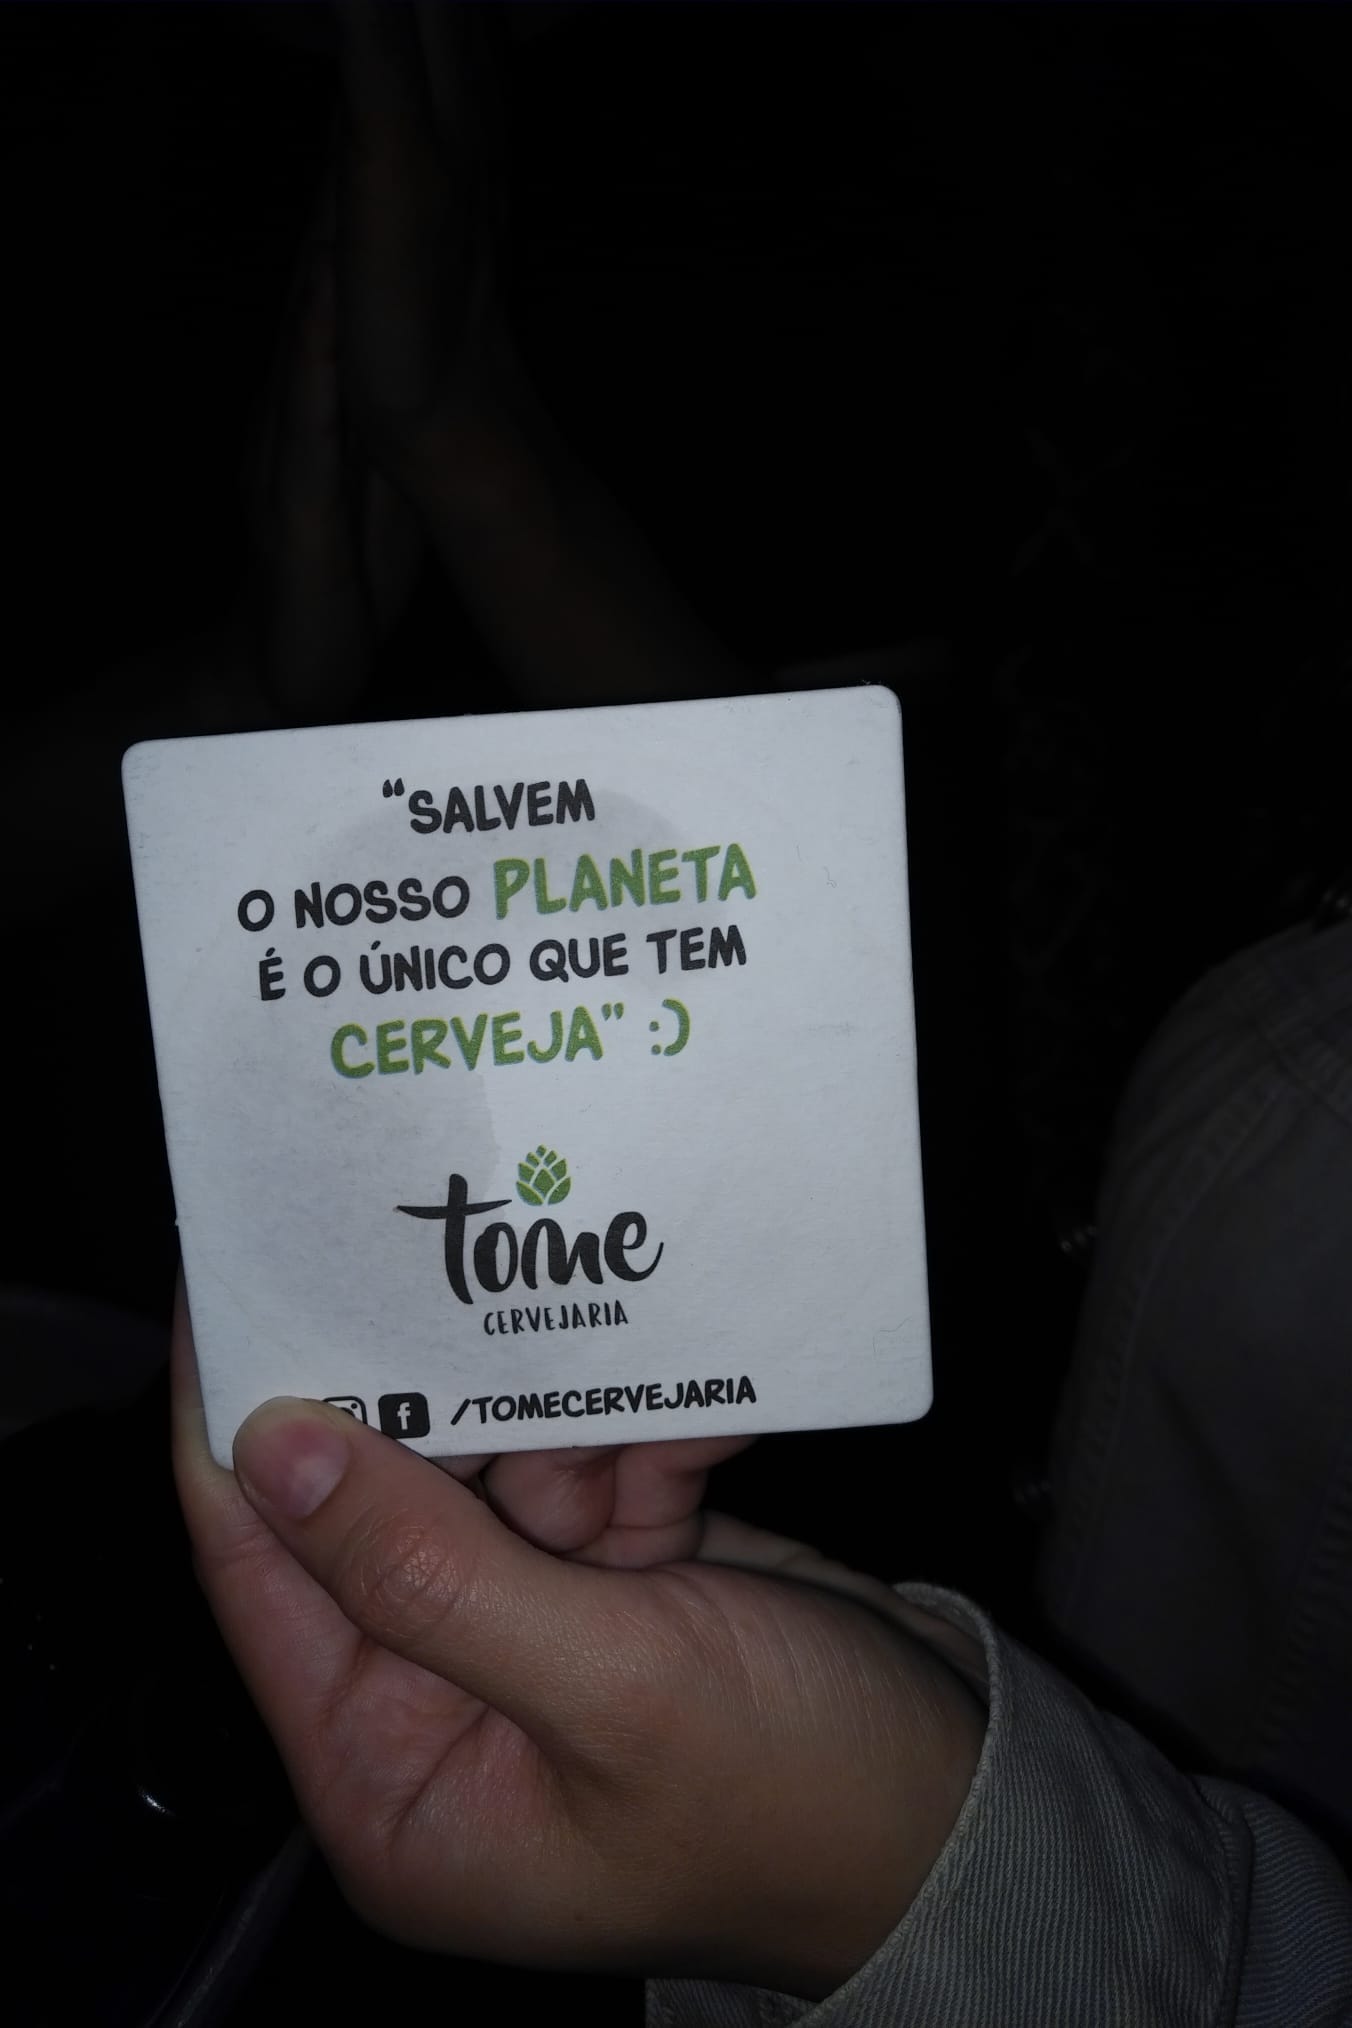 “SALVEM
O NOSSO PLANETA
É O ÚNICO QUE TEM
CERVEJA” :)
tome
CERVEJARIA
f /TOMECERVEJARIA